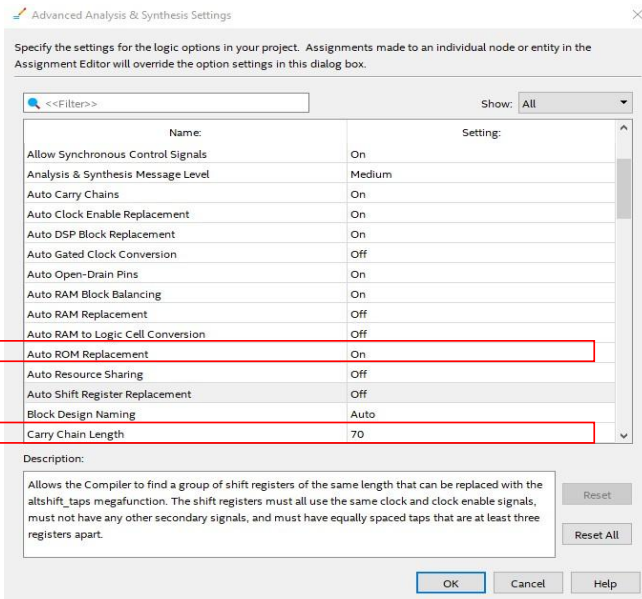 Advanced Analysis & Synthesis Settings
Specify the settings for the logic options in your project. Assignments made to an individual node or entity in the
Assignment Editor will override the option settings in this dialog box.
<<Filter>> Show: All
Name: Setting:
Allow Synchronous Control Signals On
Analysis & Synthesis Message Level Medium
Auto Carry Chains On
Auto Clock Enable Replacement On
Auto DSP Block Replacement On
Auto Gated Clock Conversion Off
Auto Open-Drain Pins On
Auto RAM Block Balancing On
Auto RAM Replacement Off
Auto RAM to Logic Cell Conversion Off
Auto ROM Replacement On
Auto Resource Sharing Off
Auto Shift Register Replacement Off
Block Design Naming Auto
Carry Chain Length 70
Description:
Allows the Compiler to find a group of shift registers of the same length that can be replaced with the
altshift_taps megafunction. The shift registers must all use the same clock and clock enable signals,
must not have any other secondary signals, and must have equally spaced taps that are at least three
registers apart.
Reset
Reset All
OK Cancel Help